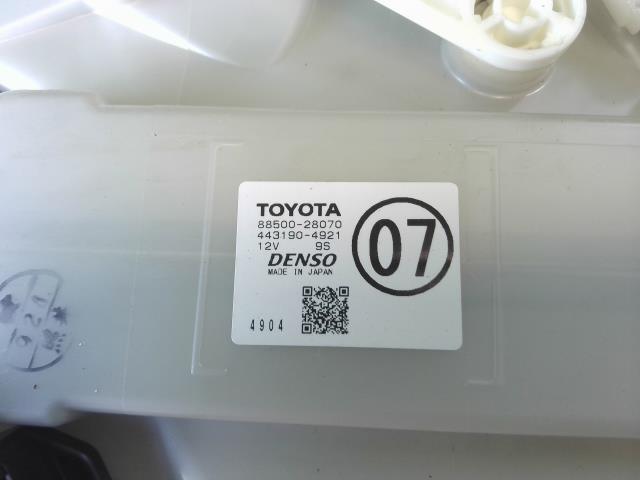 TOYOTA
88500-28070
443190-4921
12V 9S
DENSO
MADE IN JAPAN
07
4904